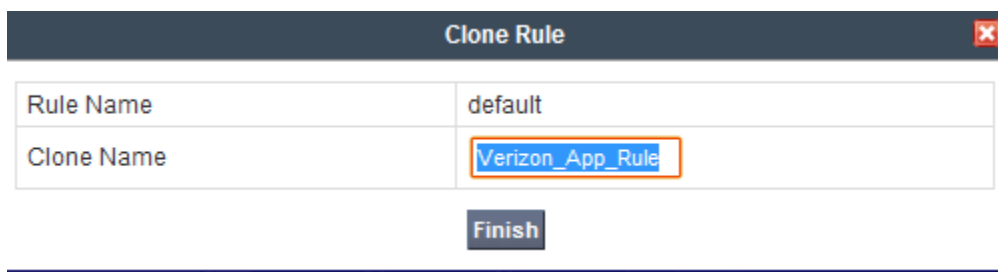 Clone Rule
Rule Name default
Clone Name Verizon_App_Rule
Finish